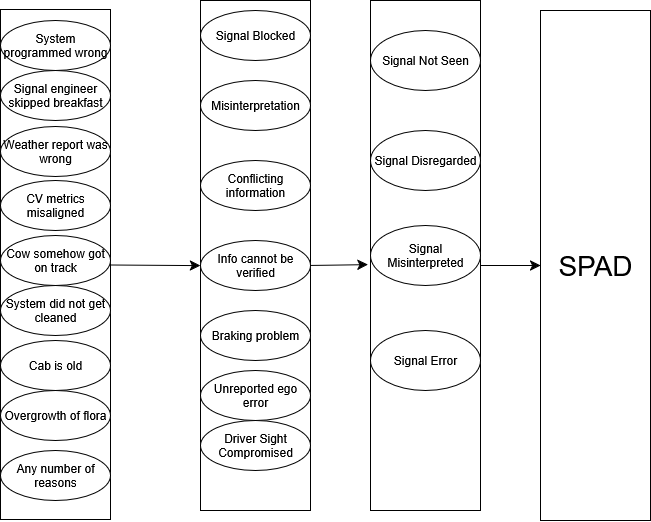 System
programmed wrong
Signal engineer
skipped breakfast
Weather report was
wrong
CV metrics
misaligned
Cow somehow got
on track
System did not get
cleaned
Cab is old
Overgrowth of flora
Any number of
reasons
Signal Blocked
Misinterpretation
Conflicting
information
Info cannot be
verified
Braking problem
Unreported ego
error
Driver Sight
Compromised
Signal Not Seen
Signal Disregarded
Signal
Misinterpreted
Signal Error
SPAD